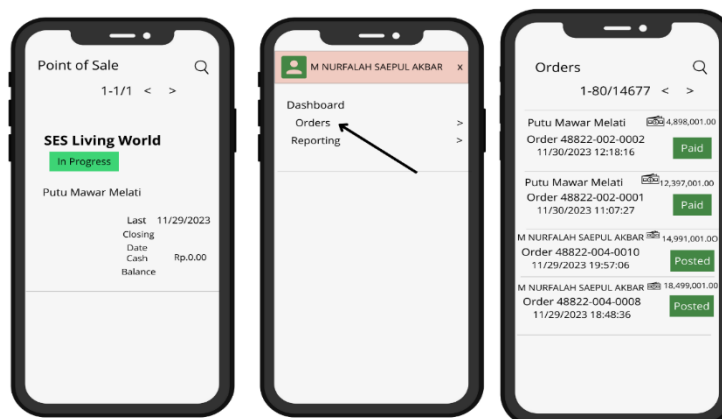 Point of Sale
1-1/1 < >
SES Living World
In Progress
Putu Mawar Melati
Last 11/29/2023
Closing
Date
Cash Rp.0.00
Balance
M NURFALAH SAEPUL AKBAR x
Dashboard
Orders >
Reporting >
Orders
1-80/14677 < >
Putu Mawar Melati 4,898,001.00
Order 48822-002-0002
11/30/2023 12:18:16
Paid
Putu Mawar Melati 12,397,001.00
Order 48822-002-0001
11/30/2023 11:07:27
Paid
M NURFALAH SAEPUL AKBAR 14,991,001.00
Order 48822-004-0010
11/29/2023 19:57:06
Posted
M NURFALAH SAEPUL AKBAR 18,499,001.00
Order 48822-004-0008
11/29/2023 18:48:36
Posted